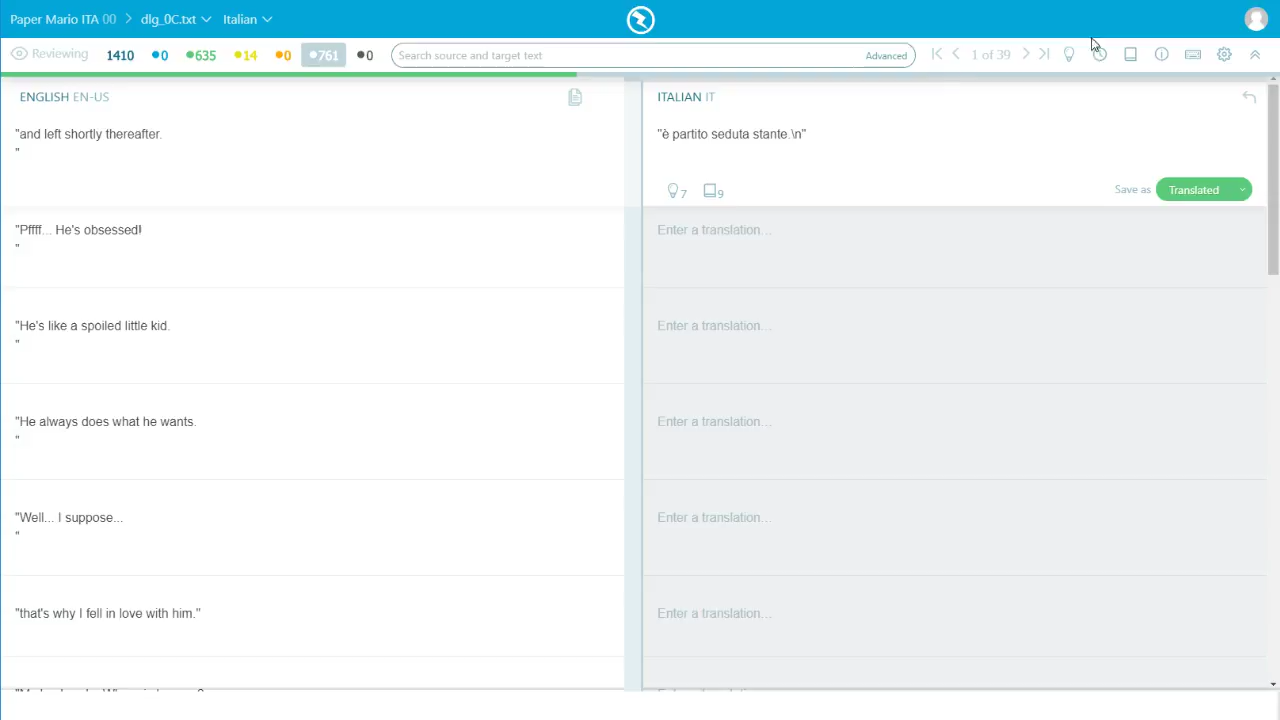 Paper Mario ITA 00 > dlg_0C.txt Italian
Reviewing 1410 0 635 14 0 761 0 Search source and target text Advanced 1 of 39
ENGLISH EN-US
ITALIAN IT
"and left shortly thereafter.
"
"è partito seduta stante.\n"
7 9 Save as Translated
"Pffff... He's obsessed!
"
Enter a translation...
"He's like a spoiled little kid.
"
Enter a translation...
"He always does what he wants.
"
Enter a translation...
"Well... I suppose...
"
Enter a translation...
"that's why I fell in love with him."
Enter a translation...